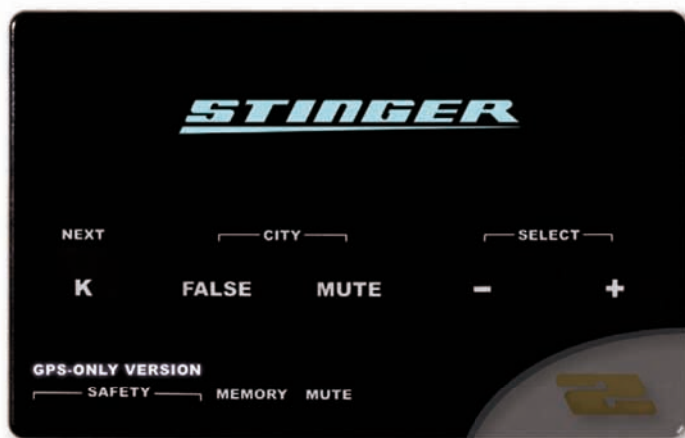 STINGER
NEXT CITY SELECT
K FALSE MUTE - +
GPS-ONLY VERSION
SAFETY MEMORY MUTE